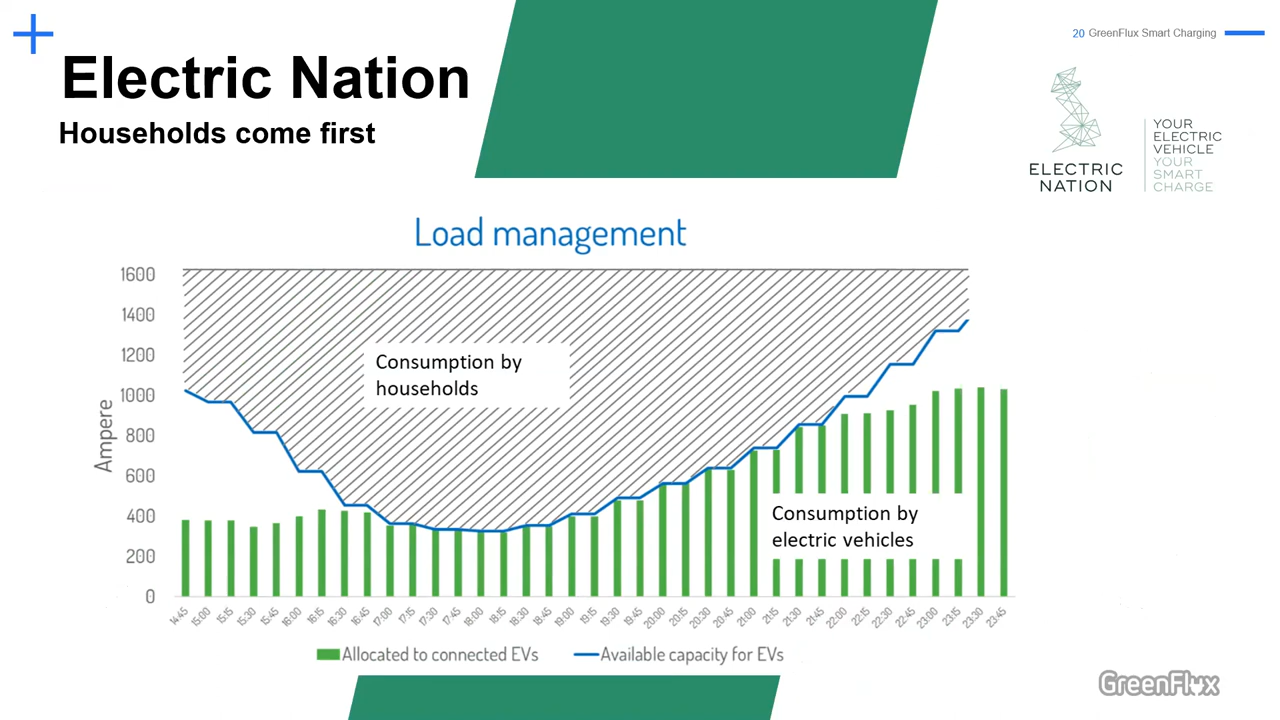 20 GreenFlux Smart Charging
Electric Nation
Households come first
YOUR
ELECTRIC
VEHICLE
YOUR
SMART
CHARGE
ELECTRIC
NATION
Load management
1600
1400
1200
1000
800
600
400
200
0
Ampere
Consumption by
households
Consumption by
electric vehicles
14:45 15:00 15:15 15:30 15:45 16:00 16:15 16:30 16:45 17:00 17:15 17:30 17:45 18:00 18:15 18:30 18:45 19:00 19:15 19:30 19:45 20:00 20:15 20:30 20:45 21:00 21:15 21:30 21:45 22:00 22:15 22:30 22:45 23:00 23:15 23:30 23:45
Allocated to connected EVs
Available capacity for EVs
GreenFlux